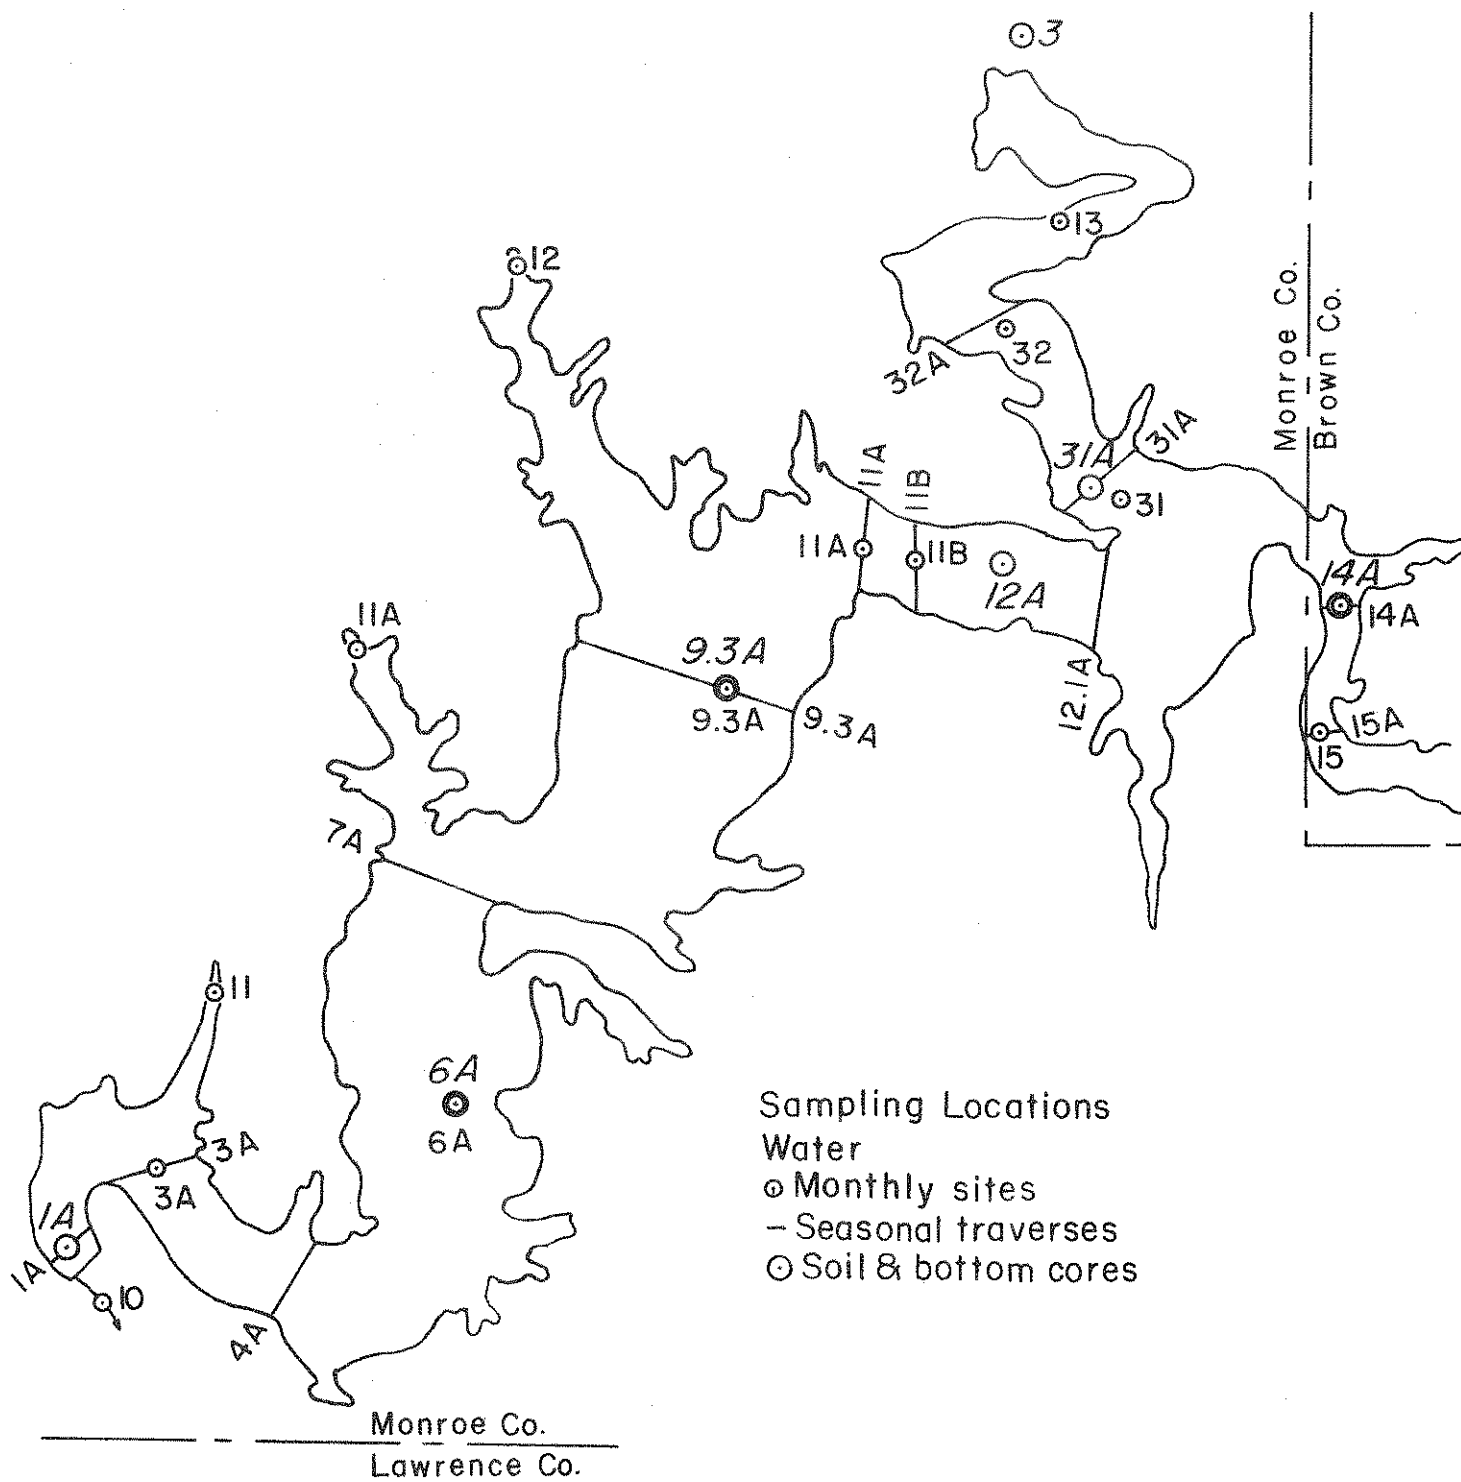 3
13
12
32
32A
Monroe Co.
Brown Co.
31A
31A
31
11A
11B
11A
11B
12A
14A
14A
11A
9.3A
9.3A
9.3A
12.1A
15A
15
7A
11
6A
6A
3A
3A
1A
1A
10
4A
Sampling Locations
Water
Monthly sites
– Seasonal traverses
Soil & bottom cores
Monroe Co.
Lawrence Co.